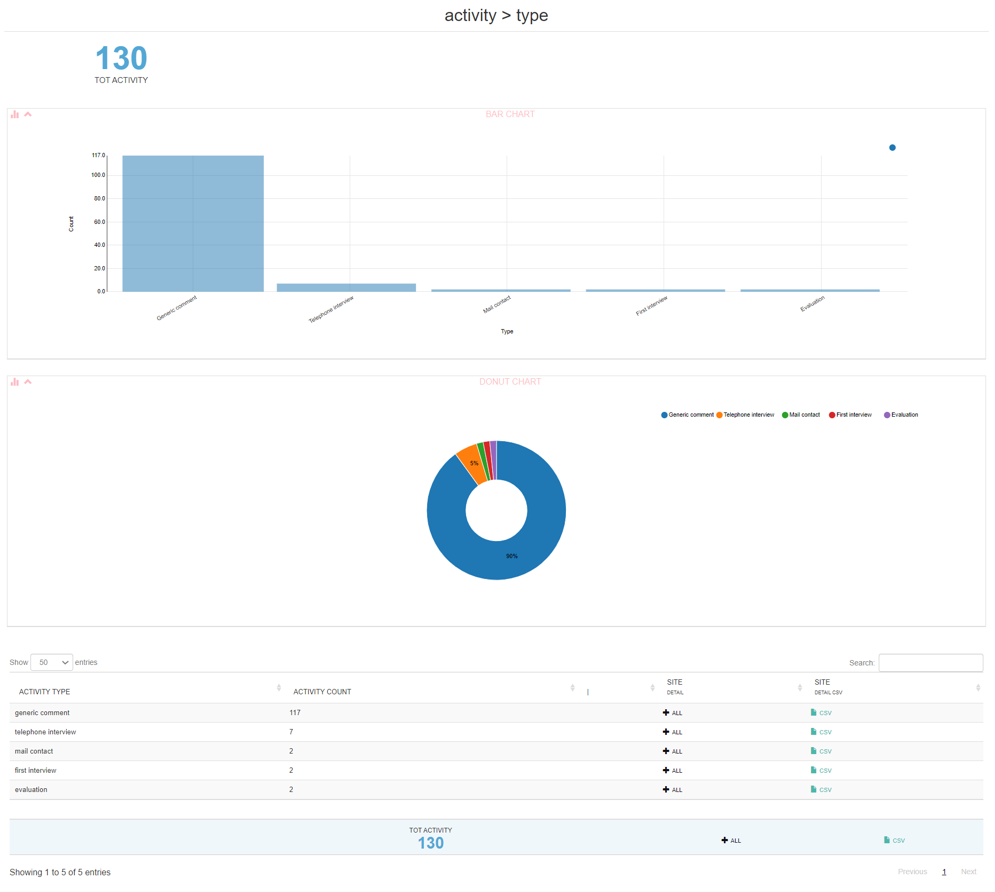 activity > type
130
TOT ACTIVITY
BAR CHART
117.0
100.0
80.0
60.0
40.0
20.0
0.0
Count
Generic comment
Telephone interview
Mail contact
First interview
Evaluation
Type
DONUT CHART
Generic comment Telephone interview Mail contact First interview Evaluation
5%
90%
Show 50 entries Search:
ACTIVITY TYPE ACTIVITY COUNT | SITE DETAIL SITE DETAIL CSV
generic comment 117 ALL CSV
telephone interview 7 ALL CSV
mail contact 2 ALL CSV
first interview 2 ALL CSV
evaluation 2 ALL CSV
TOT ACTIVITY
130 ALL CSV
Showing 1 to 5 of 5 entries Previous 1 Next